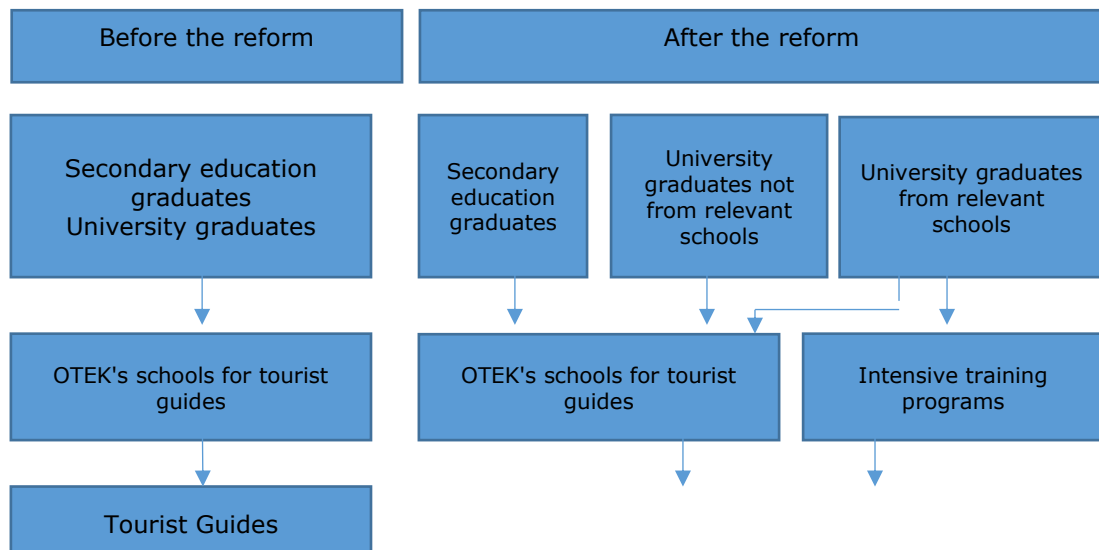 Before the reform
After the reform
Secondary education
graduates
University graduates
Secondary
education
graduates
University
graduates not
from relevant
schools
University graduates
from relevant
schools
OTEK's schools for tourist
guides
OTEK's schools for tourist
guides
Intensive training
programs
Tourist Guides